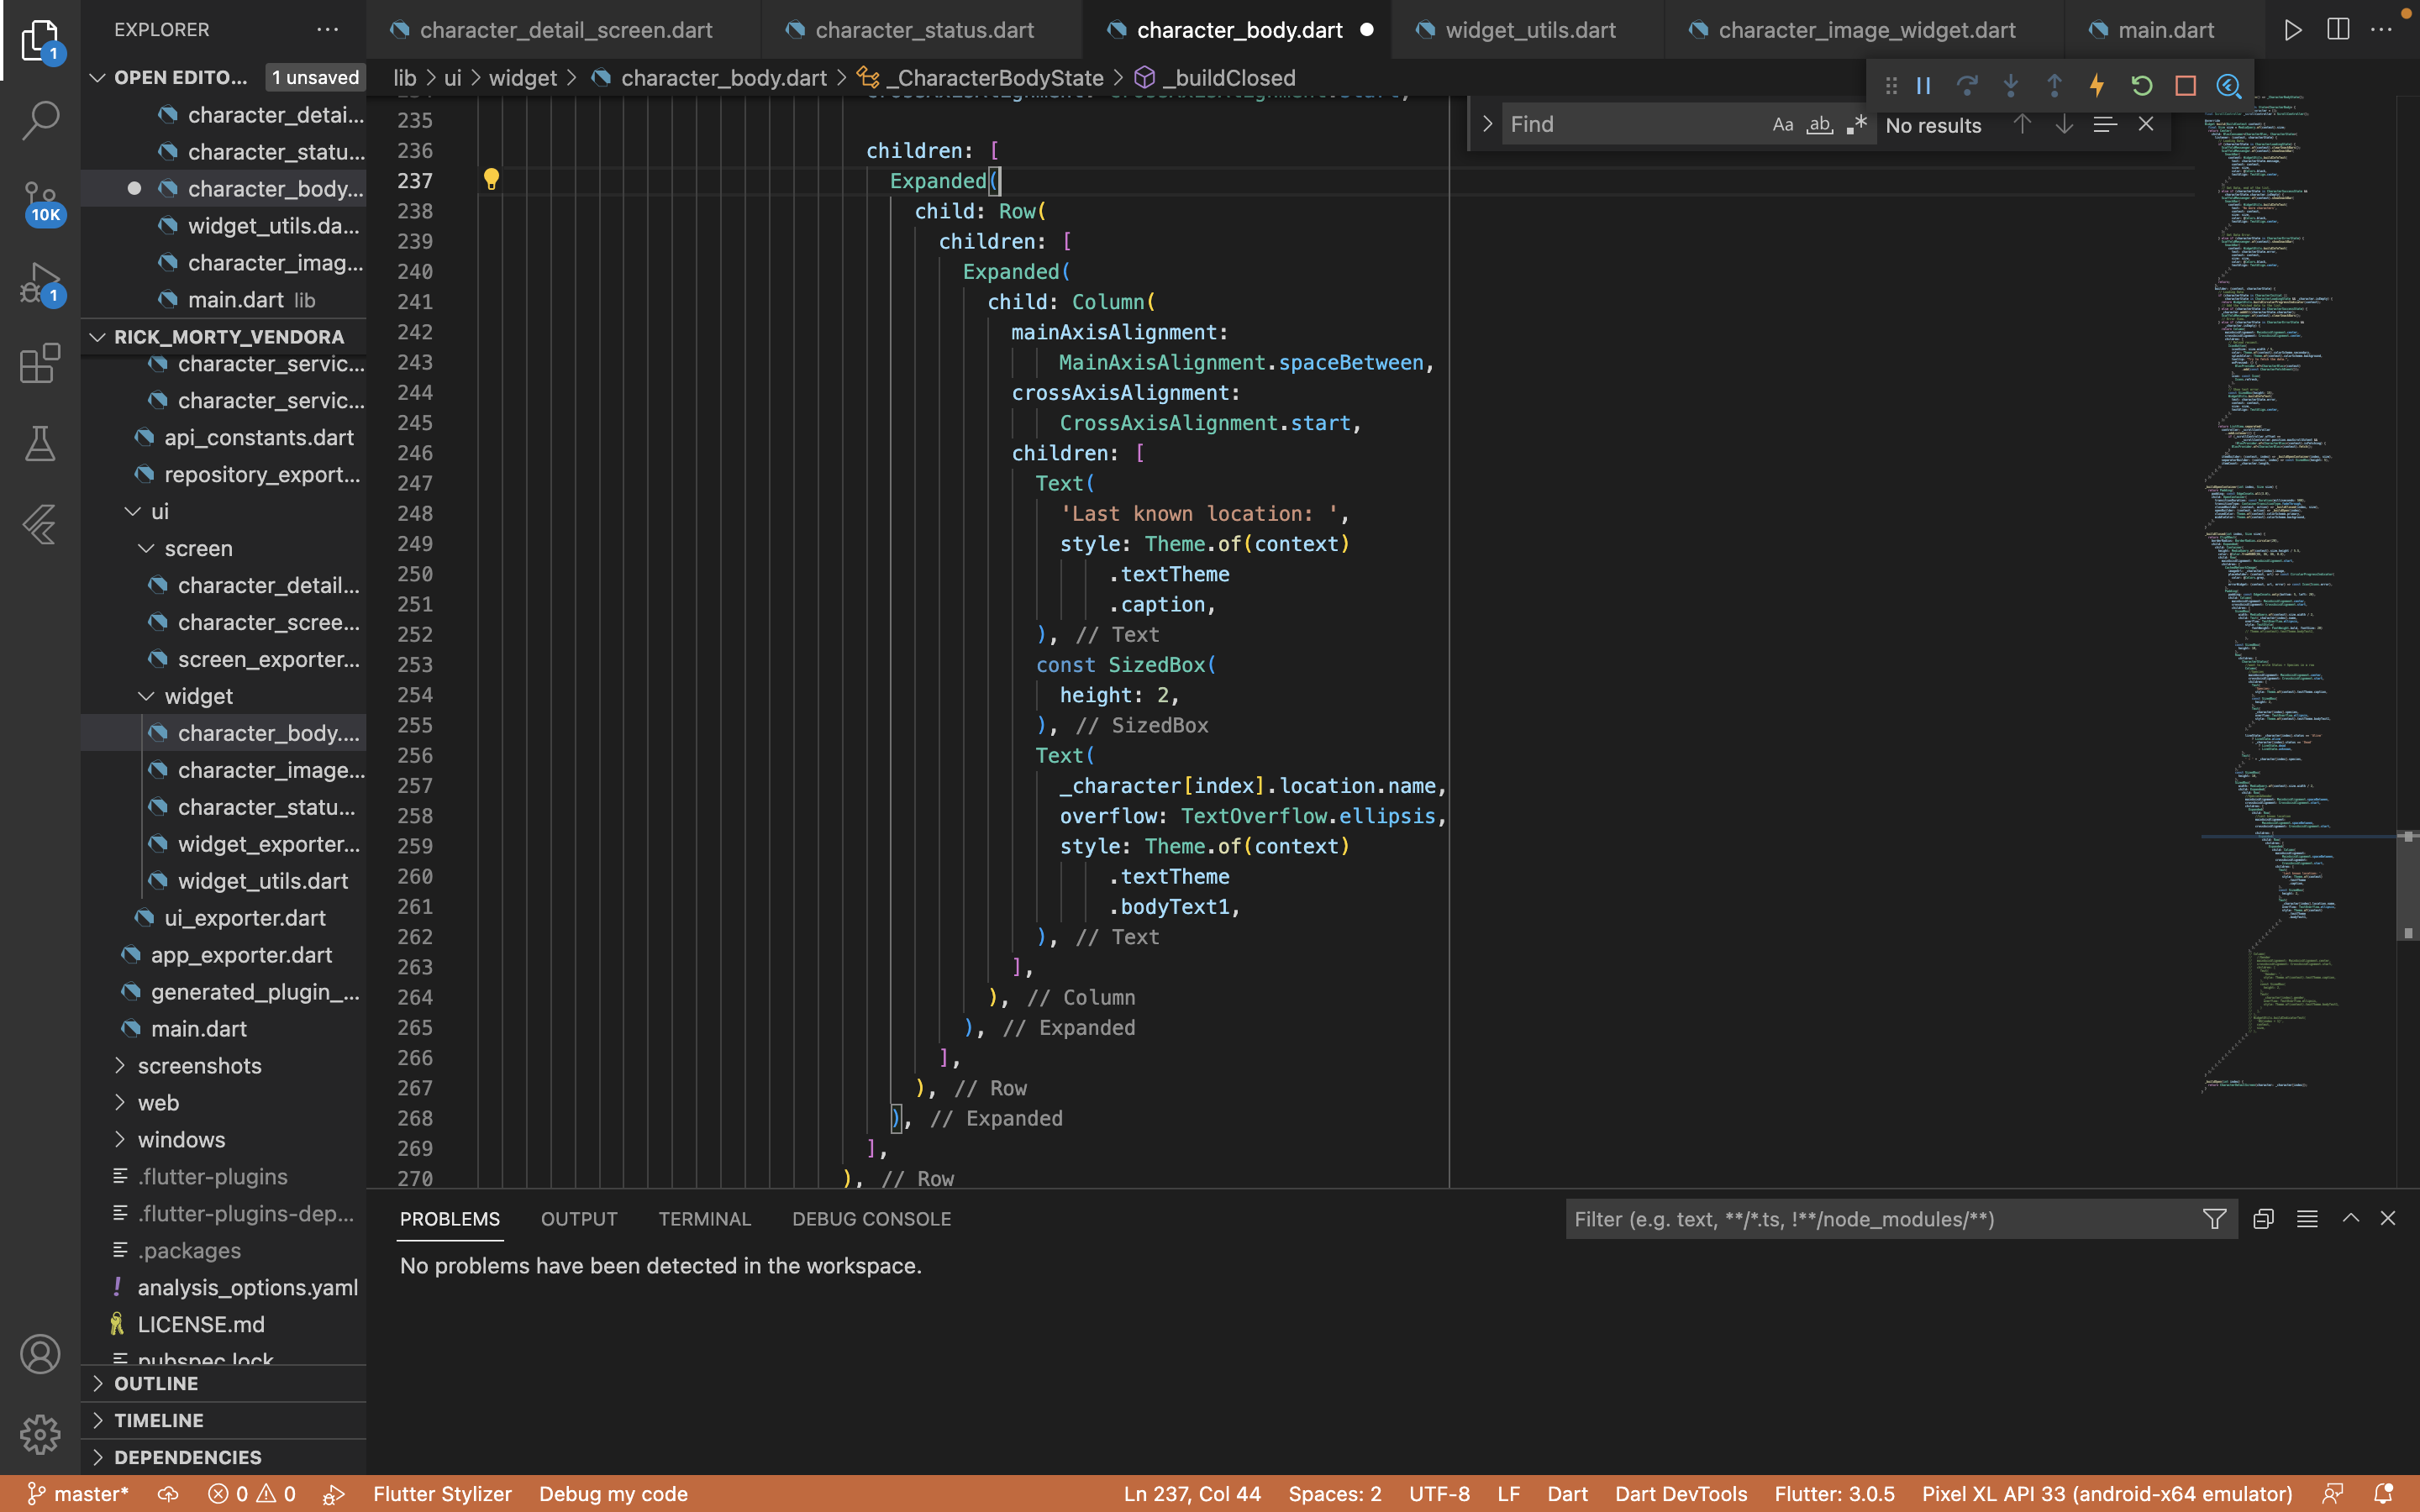 EXPLORER
OPEN EDITO... 1 unsaved
character_detai...
character_statu...
character_body...
widget_utils.da...
character_imag...
main.dart lib
RICK_MORTY_VENDORA
character_servic...
character_servic...
api_constants.dart
repository_export...
ui
screen
character_detail...
character_scree...
screen_exporter...
widget
character_body....
character_image...
character_statu...
widget_exporter...
widget_utils.dart
ui_exporter.dart
app_exporter.dart
generated_plugin_...
main.dart
screenshots
web
windows
.flutter-plugins
.flutter-plugins-dep...
.packages
analysis_options.yaml
LICENSE.md
pubspec.lock
OUTLINE
TIMELINE
DEPENDENCIES
1
10K
1
character_detail_screen.dart character_status.dart character_body.dart widget_utils.dart character_image_widget.dart main.dart
lib > ui > widget > character_body.dart > _CharacterBodyState > _buildClosed
Find Aa ab .* No results
crossAxisAlignment: CrossAxisAlignment.start,
235
236 children: [
237 Expanded(
238 child: Row(
239 children: [
240 Expanded(
241 child: Column(
242 mainAxisAlignment:
243 MainAxisAlignment.spaceBetween,
244 crossAxisAlignment:
245 CrossAxisAlignment.start,
246 children: [
247 Text(
248 'Last known location: ',
249 style: Theme.of(context)
250 .textTheme
251 .caption,
252 ), // Text
253 const SizedBox(
254 height: 2,
255 ), // SizedBox
256 Text(
257 _character[index].location.name,
258 overflow: TextOverflow.ellipsis,
259 style: Theme.of(context)
260 .textTheme
261 .bodyText1,
262 ), // Text
263 ],
264 ), // Column
265 ), // Expanded
266 ],
267 ), // Row
268 ), // Expanded
269 ],
270 ), // Row
PROBLEMS OUTPUT TERMINAL DEBUG CONSOLE Filter (e.g. text, **/*.ts, !**/node_modules/**)
No problems have been detected in the workspace.
master* 0 0 Flutter Stylizer Debug my code Ln 237, Col 44 Spaces: 2 UTF-8 LF Dart Dart DevTools Flutter: 3.0.5 Pixel XL API 33 (android-x64 emulator)